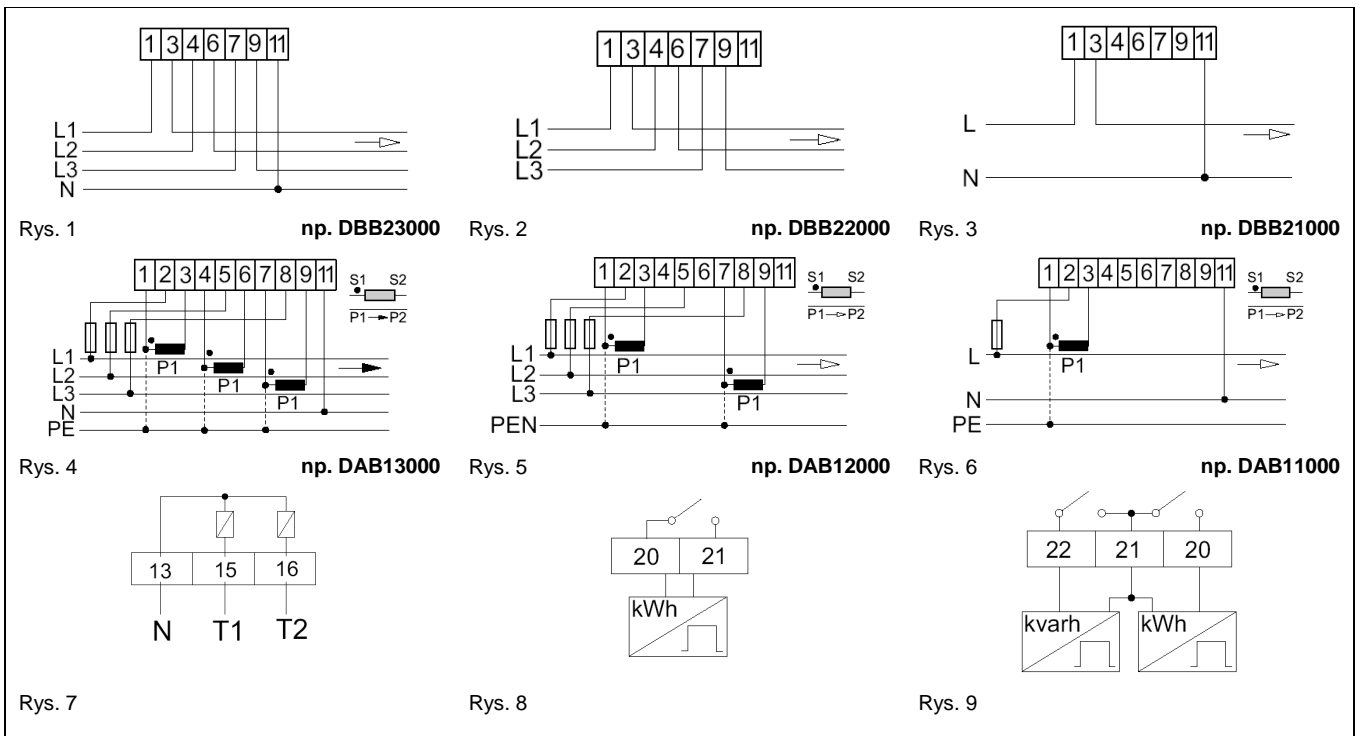 1 3 4 6 7 9 11
L1
L2
L3
N
Rys. 1 np. DBB23000
1 3 4 6 7 9 11
L1
L2
L3
Rys. 2 np. DBB22000
1 3 4 6 7 9 11
L
N
Rys. 3 np. DBB21000
1 2 3 4 5 6 7 8 9 11
S1 S2
P1 P2
L1
P1
L2
P1
L3
P1
N
PE
Rys. 4 np. DAB13000
1 2 3 4 5 6 7 8 9 11
S1 S2
P1 P2
L1
P1
L2
L3
P1
PEN
Rys. 5 np. DAB12000
1 2 3 4 5 6 7 8 9 11
S1 S2
P1 P2
L
P1
N
PE
Rys. 6 np. DAB11000
13 15 16
N T1 T2
Rys. 7
20 21
kWh
Rys. 8
22 21 20
kvarh kWh
Rys. 9